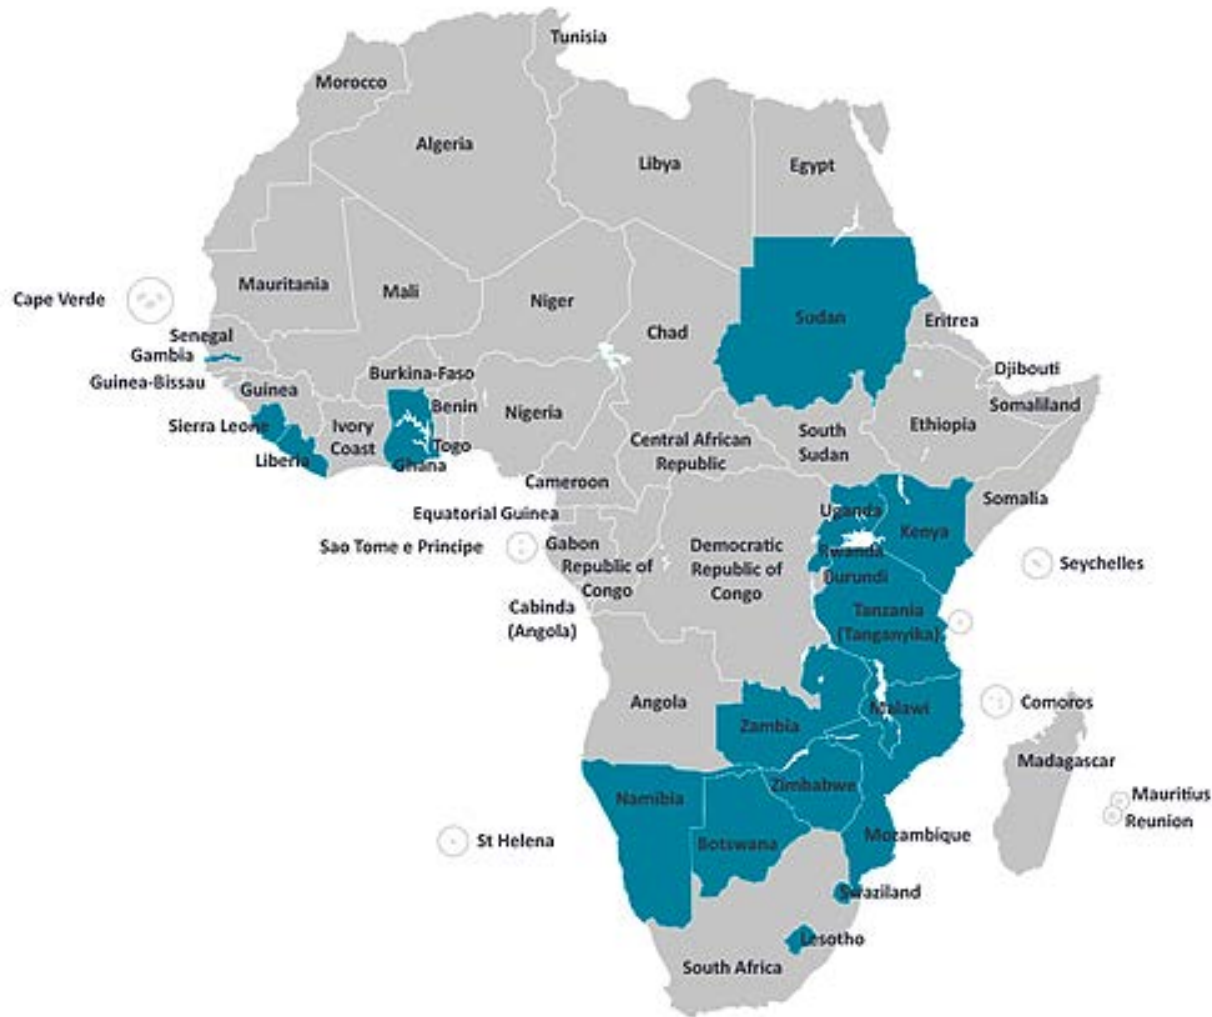 Tunisia
Morocco
Algeria
Libya
Egypt
Mauritania
Mali
Niger
Chad
Sudan
Eritrea
Cape Verde
Senegal
Gambia
Guinea-Bissau
Guinea
Burkina-Faso
Djibouti
Somaliland
Sierra Leone
Liberia
Ivory
Coast
Ghana
Benin
Togo
Nigeria
Central African
Republic
South
Sudan
Ethiopia
Cameroon
Somalia
Equatorial Guinea
Uganda
Kenya
Sao Tome e Principe
Gabon
Republic of
Congo
Democratic
Republic of
Congo
Rwanda
Burundi
Seychelles
Cabinda
(Angola)
Tanzania
(Tanganyika)
Angola
Zambia
Malawi
Comoros
Madagascar
Mauritius
Reunion
Namibia
Zimbabwe
Botswana
Mozambique
St Helena
Swaziland
Lesotho
South Africa